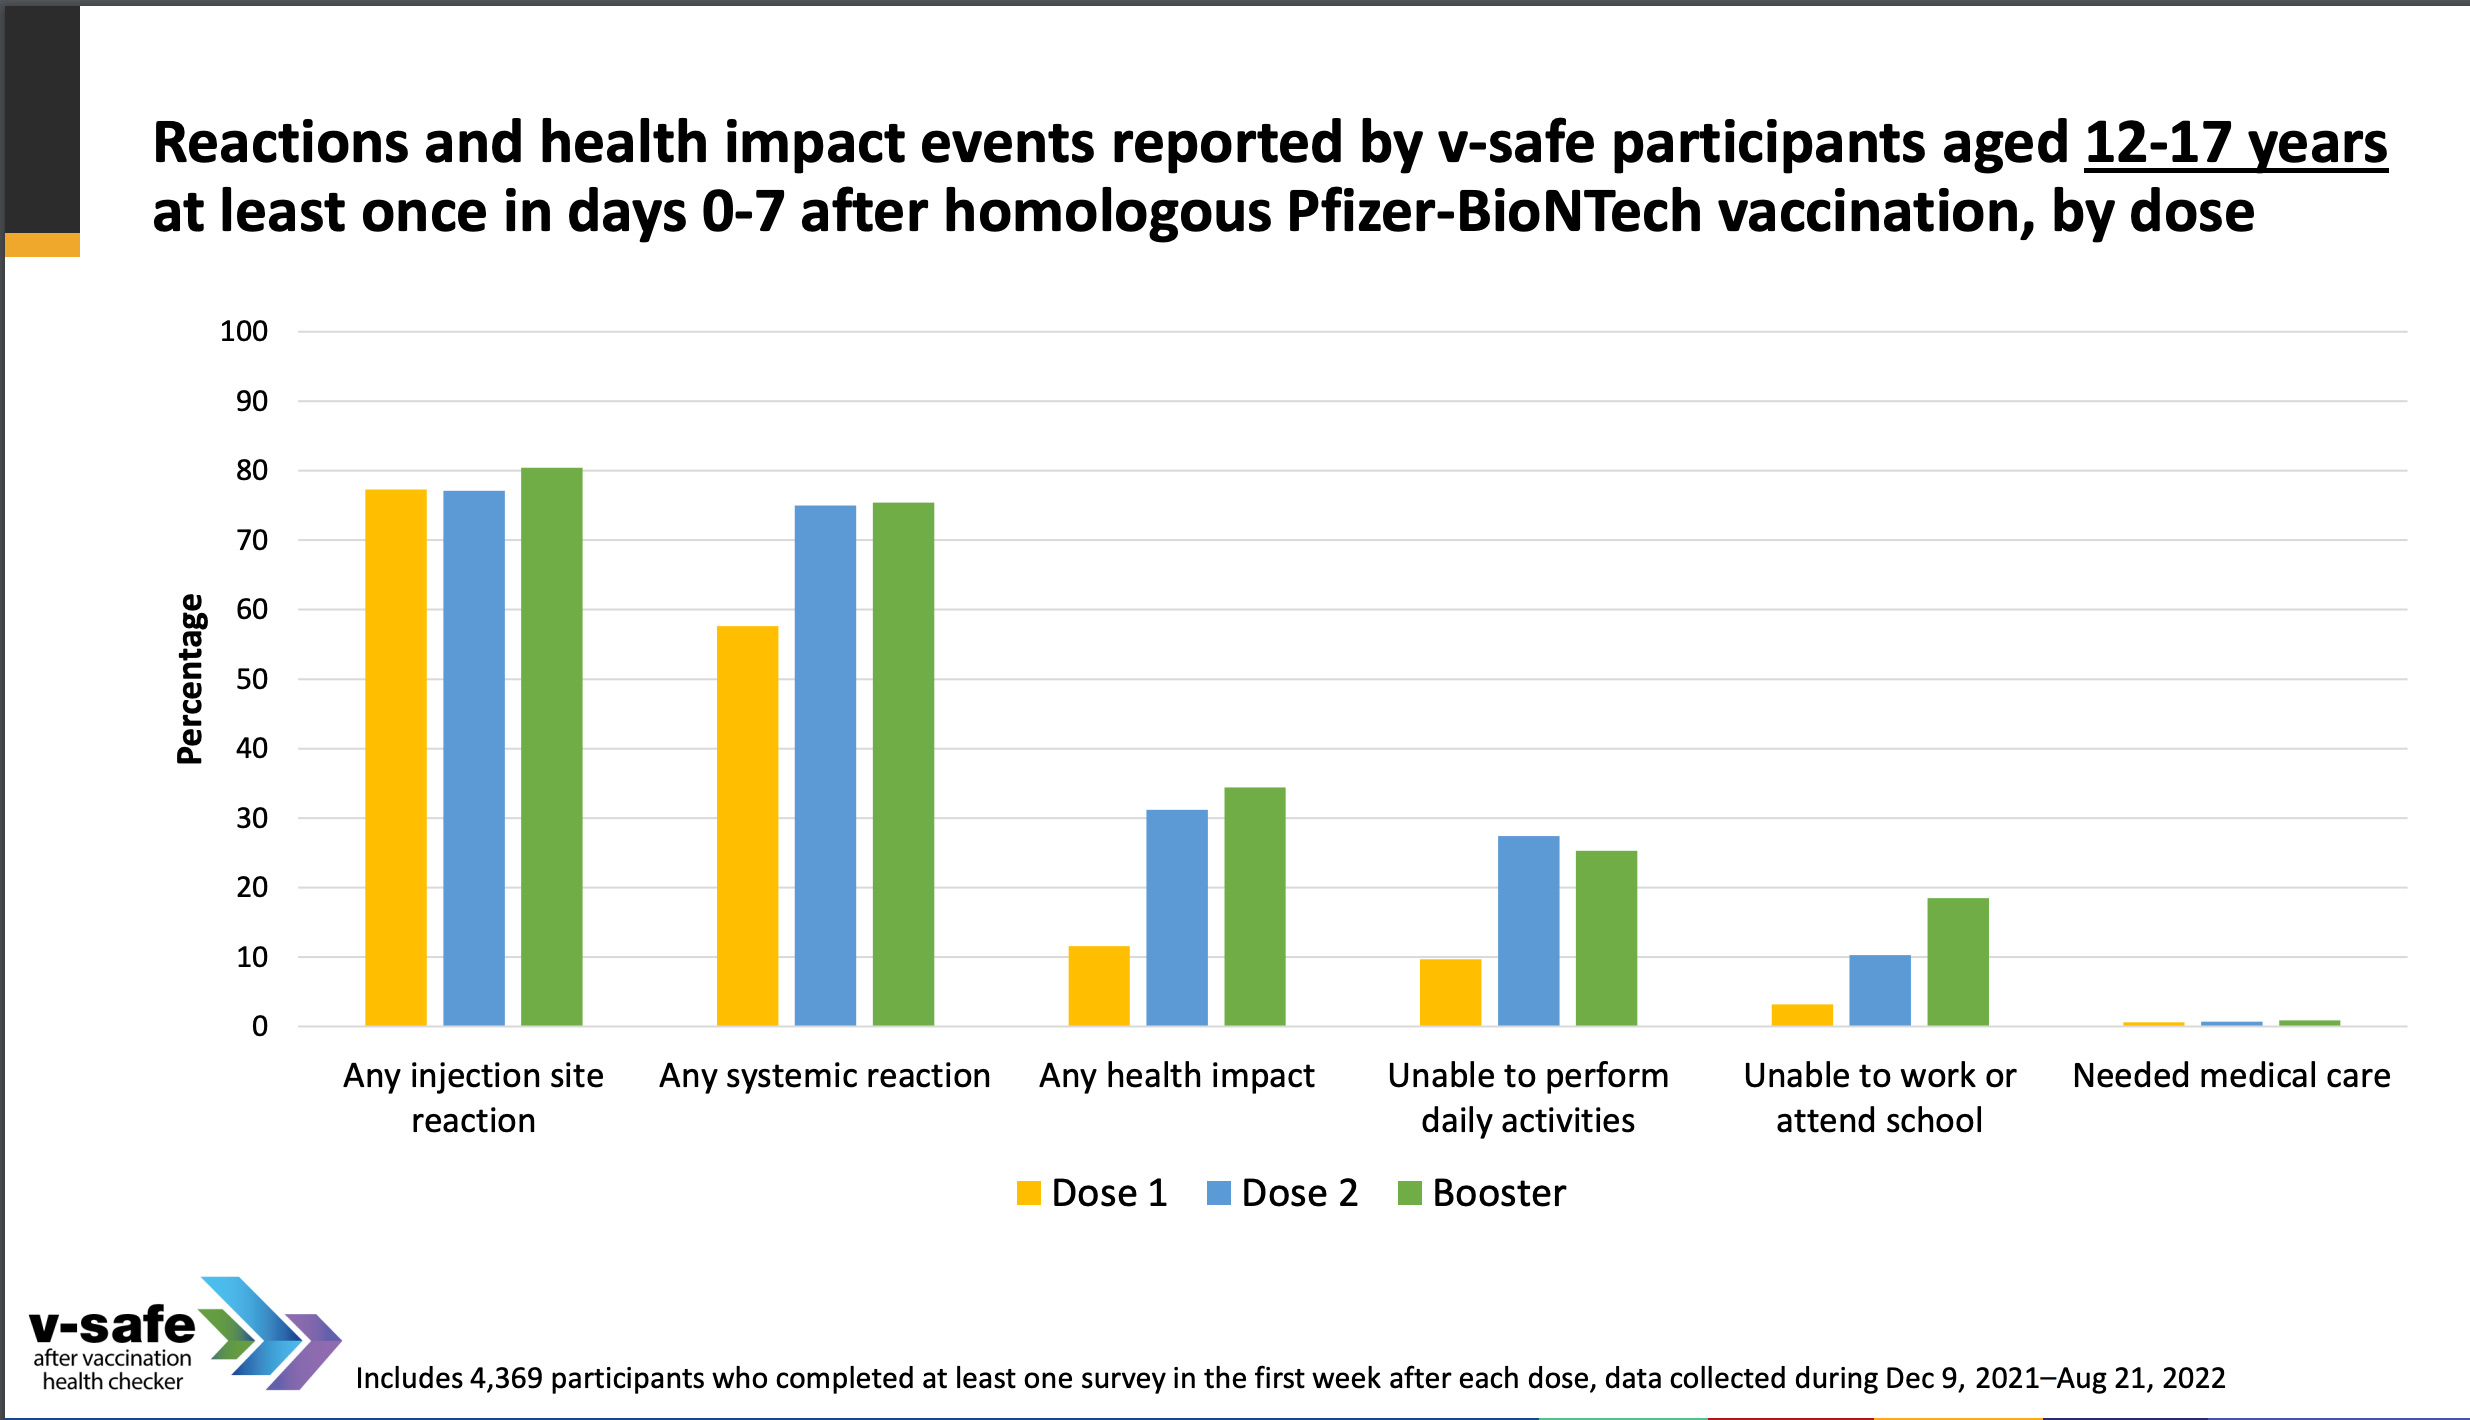 Reactions and health impact events reported by v-safe participants aged 12-17 years
at least once in days 0-7 after homologous Pfizer-BioNTech vaccination, by dose
Percentage
100
90
80
70
60
50
40
30
20
10
0
Any injection site
reaction
Any systemic reaction
Any health impact
Unable to perform
daily activities
Unable to work or
attend school
Needed medical care
Dose 1
Dose 2
Booster
v-safe
after vaccination
health checker
Includes 4,369 participants who completed at least one survey in the first week after each dose, data collected during Dec 9, 2021–Aug 21, 2022